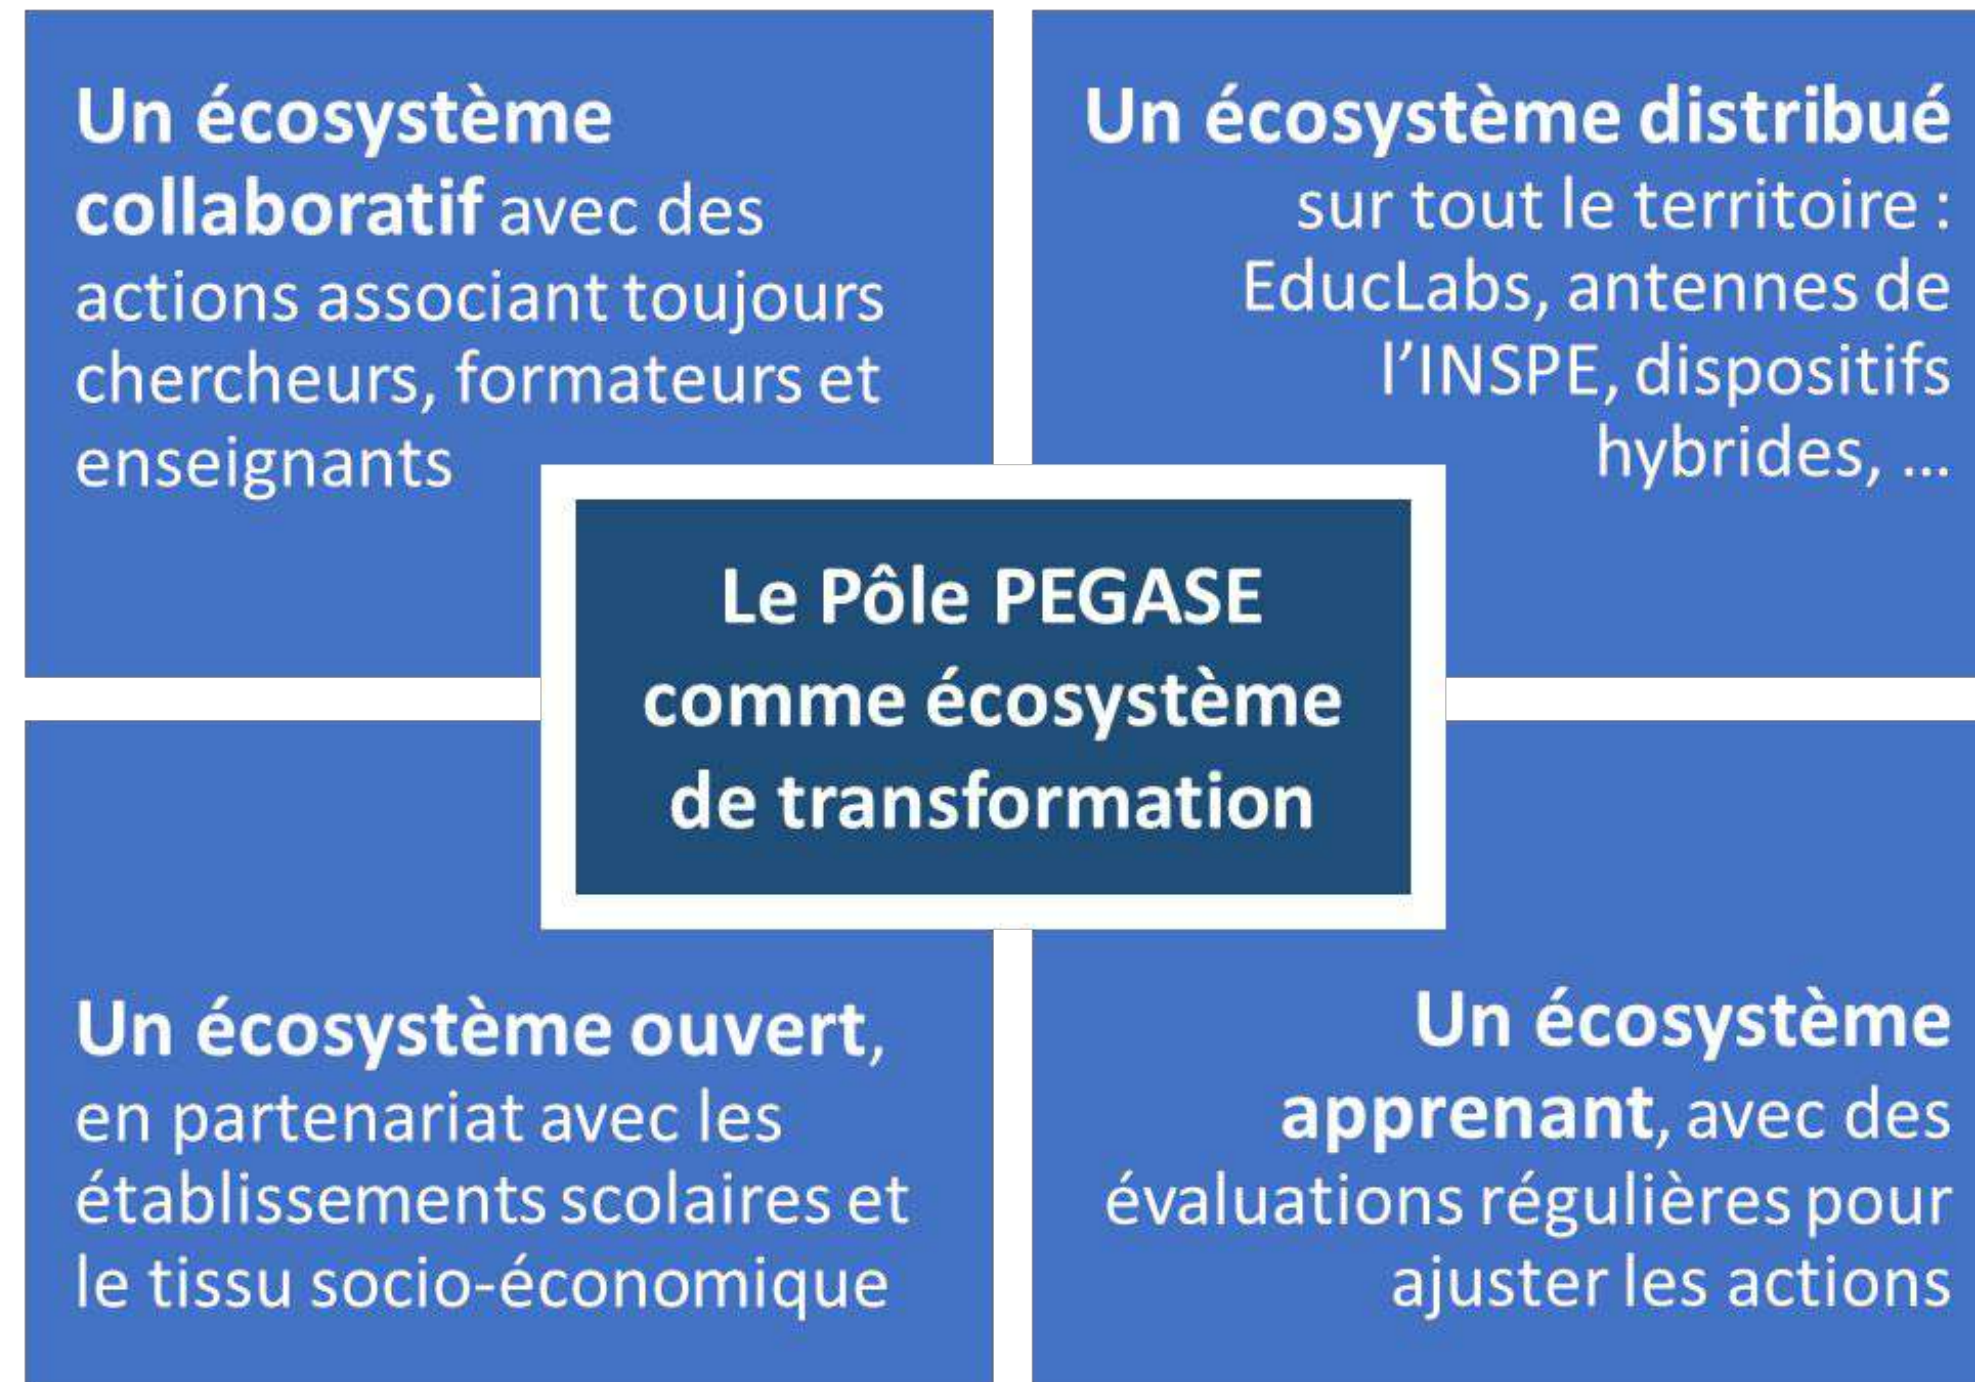 Un écosystème
collaboratif avec des
actions associant toujours
chercheurs, formateurs et
enseignants
Un écosystème distribué
sur tout le territoire :
EducLabs, antennes de
l’INSPE, dispositifs
hybrides, ...
Le Pôle PEGASE
comme écosystème
de transformation
Un écosystème ouvert,
en partenariat avec les
établissements scolaires et
le tissu socio-économique
Un écosystème
apprenant, avec des
évaluations régulières pour
ajuster les actions